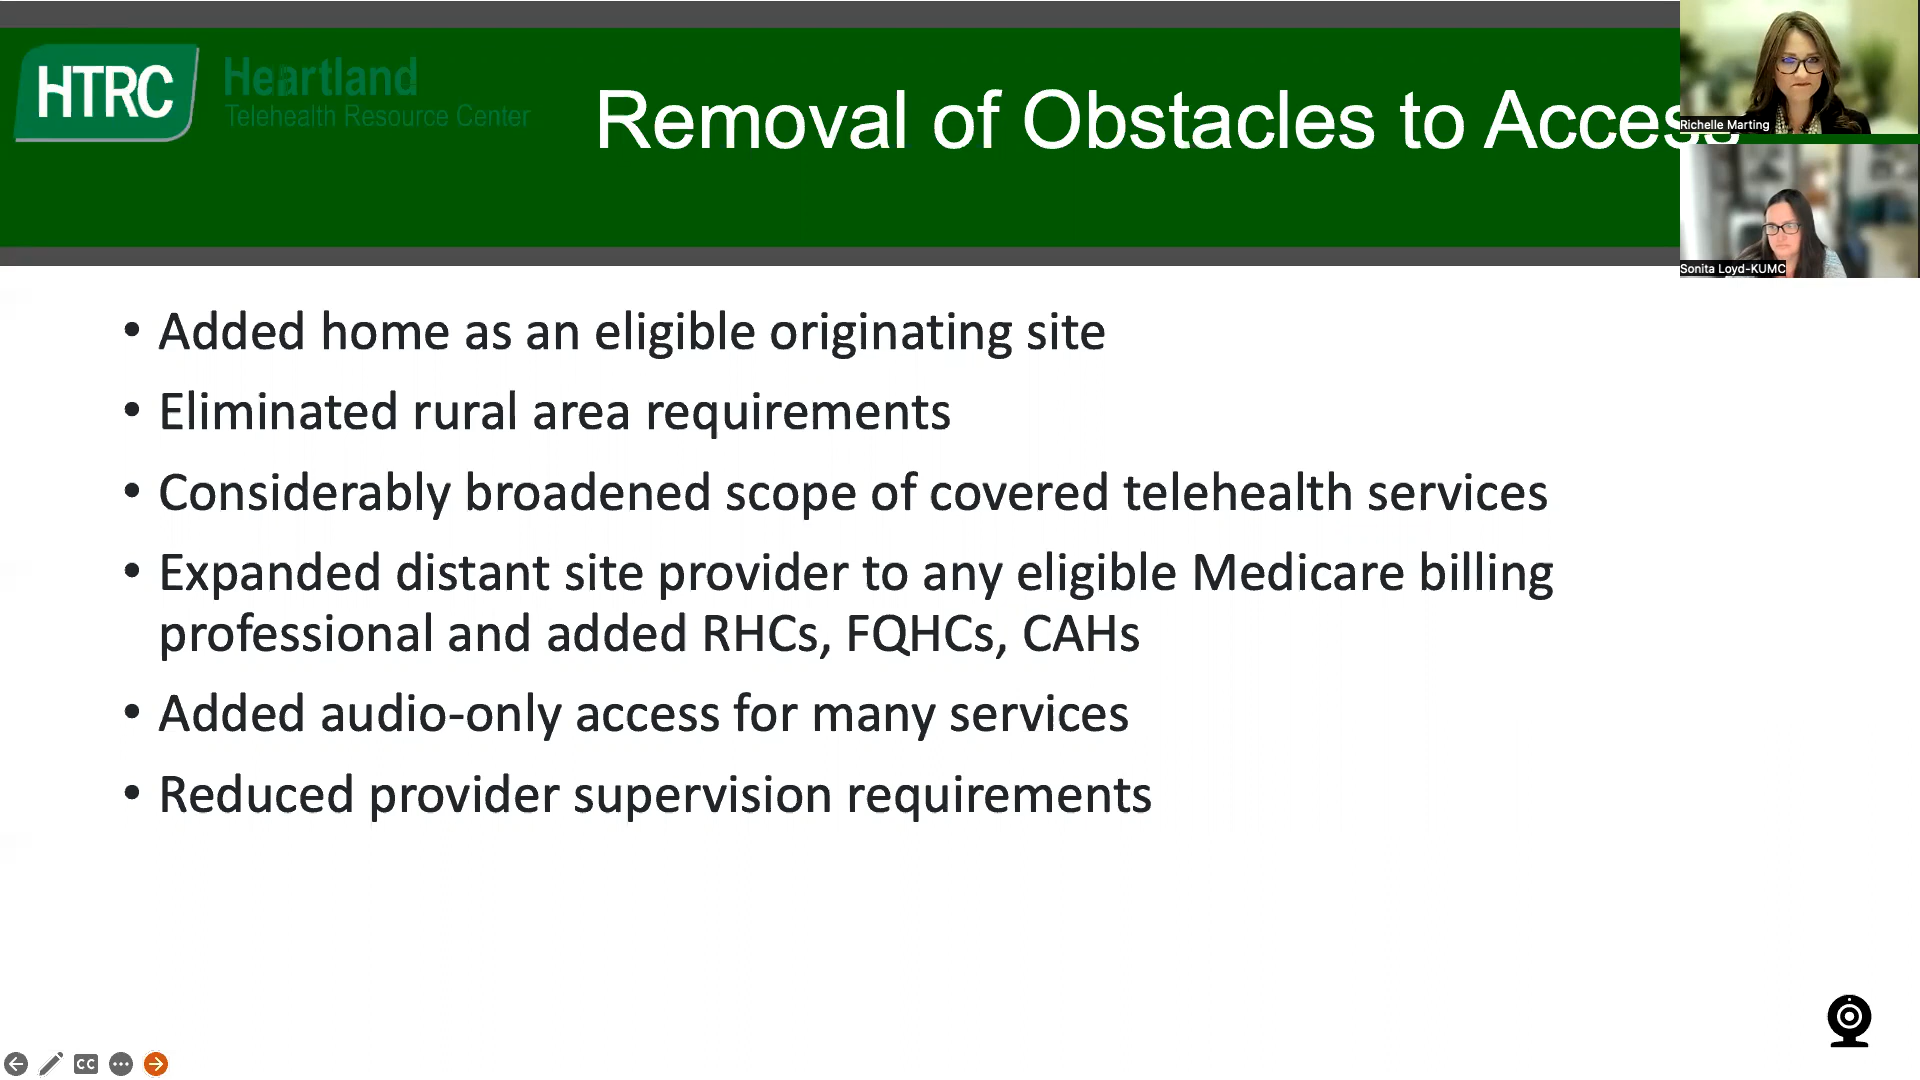 HTRC
Heartland
Telehealth Resource Center
Removal of Obstacles to Access
Richelle Marting
Sonita Loyd-KUMC
• Added home as an eligible originating site
• Eliminated rural area requirements
• Considerably broadened scope of covered telehealth services
• Expanded distant site provider to any eligible Medicare billing
professional and added RHCs, FQHCs, CAHs
• Added audio-only access for many services
• Reduced provider supervision requirements
CC